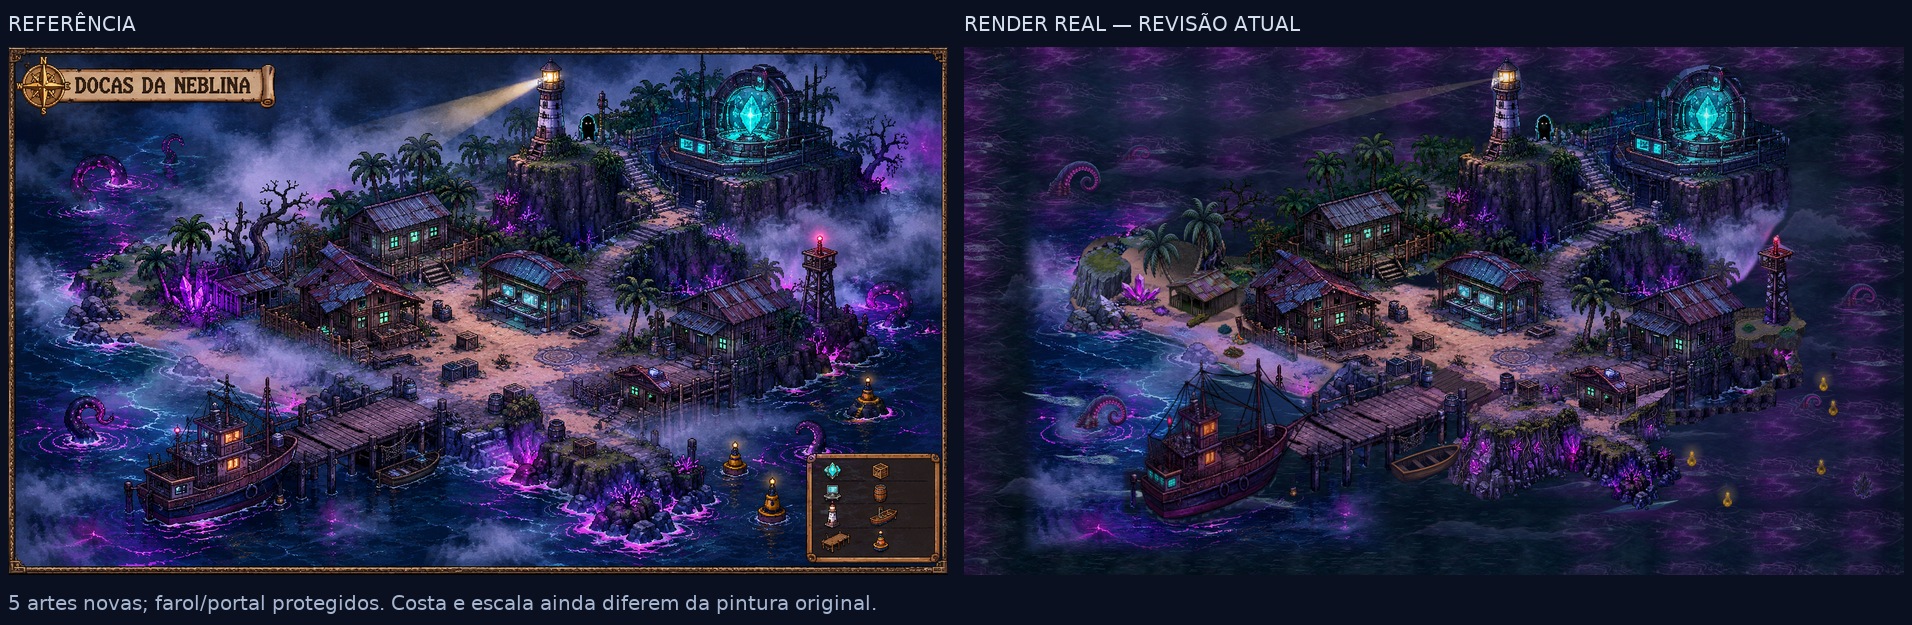 REFERÊNCIA
RENDER REAL — REVISÃO ATUAL
N
W
E
DOCAS DA NEBLINA
S
5 artes novas; farol/portal protegidos. Costa e escala ainda diferem da pintura original.